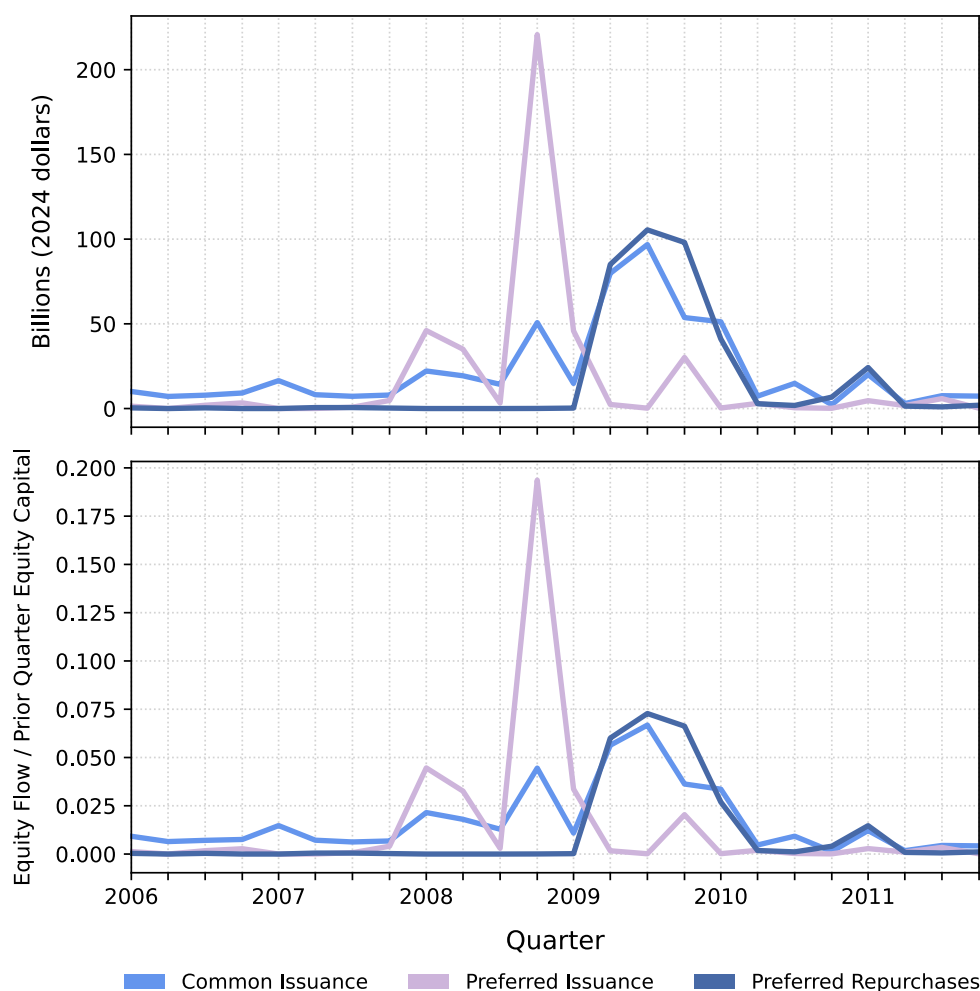 Billions (2024 dollars)
200
150
100
50
0
Equity Flow / Prior Quarter Equity Capital
0.200
0.175
0.150
0.125
0.100
0.075
0.050
0.025
0.000
2006 2007 2008 2009 2010 2011
Quarter
Common Issuance Preferred Issuance Preferred Repurchases